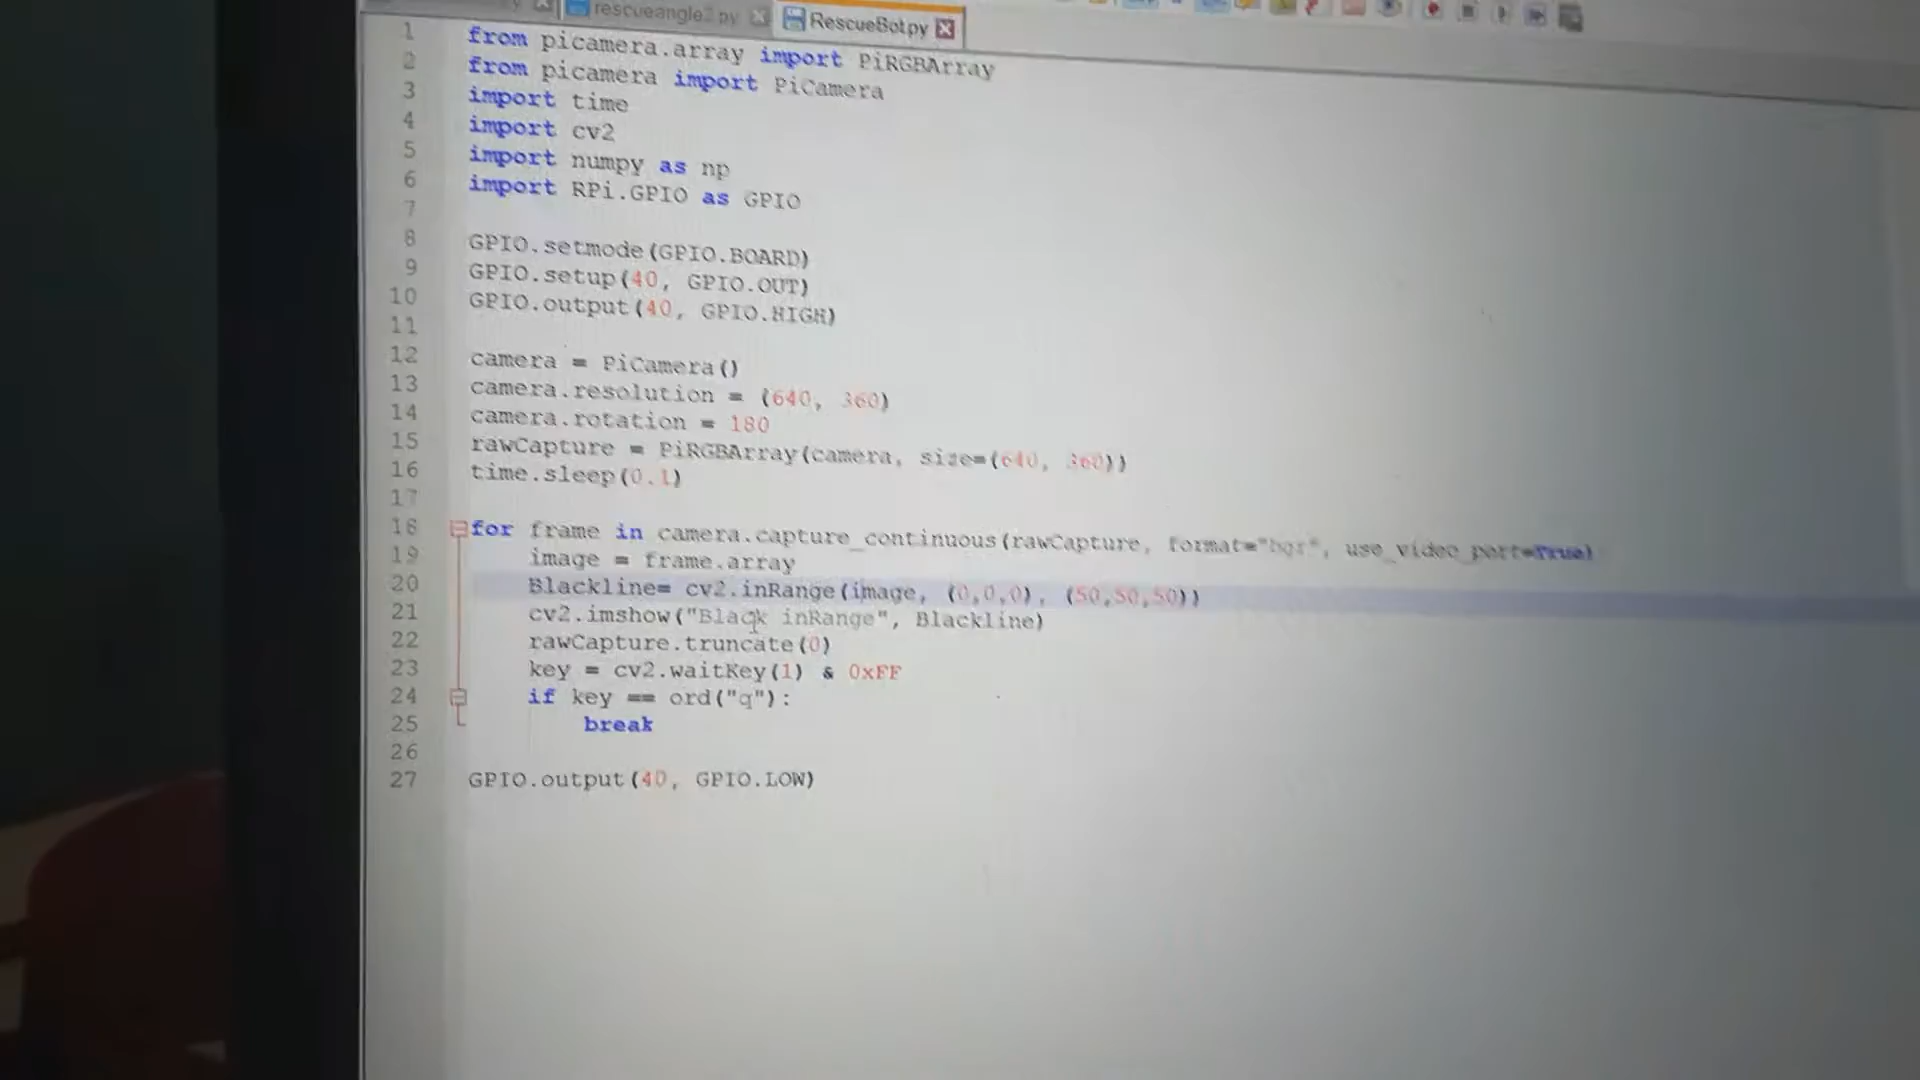 rescueangle2.py
RescueBot.py
1 from picamera.array import PiRGBArray
2 from picamera import PiCamera
3 import time
4 import cv2
5 import numpy as np
6 import RPi.GPIO as GPIO
7
8 GPIO.setmode(GPIO.BOARD)
9 GPIO.setup(40, GPIO.OUT)
10 GPIO.output(40, GPIO.HIGH)
11
12 camera = PiCamera()
13 camera.resolution = (640, 360)
14 camera.rotation = 180
15 rawCapture = PiRGBArray(camera, size=(640, 360))
16 time.sleep(0.1)
17
18 for frame in camera.capture_continuous(rawCapture, format="bgr", use_video_port=True)
19 image = frame.array
20 Blackline= cv2.inRange(image, (0,0,0), (50,50,50))
21 cv2.imshow("Black inRange", Blackline)
22 rawCapture.truncate(0)
23 key = cv2.waitKey(1) & 0xFF
24 if key == ord("q"):
25 break
26
27 GPIO.output(40, GPIO.LOW)